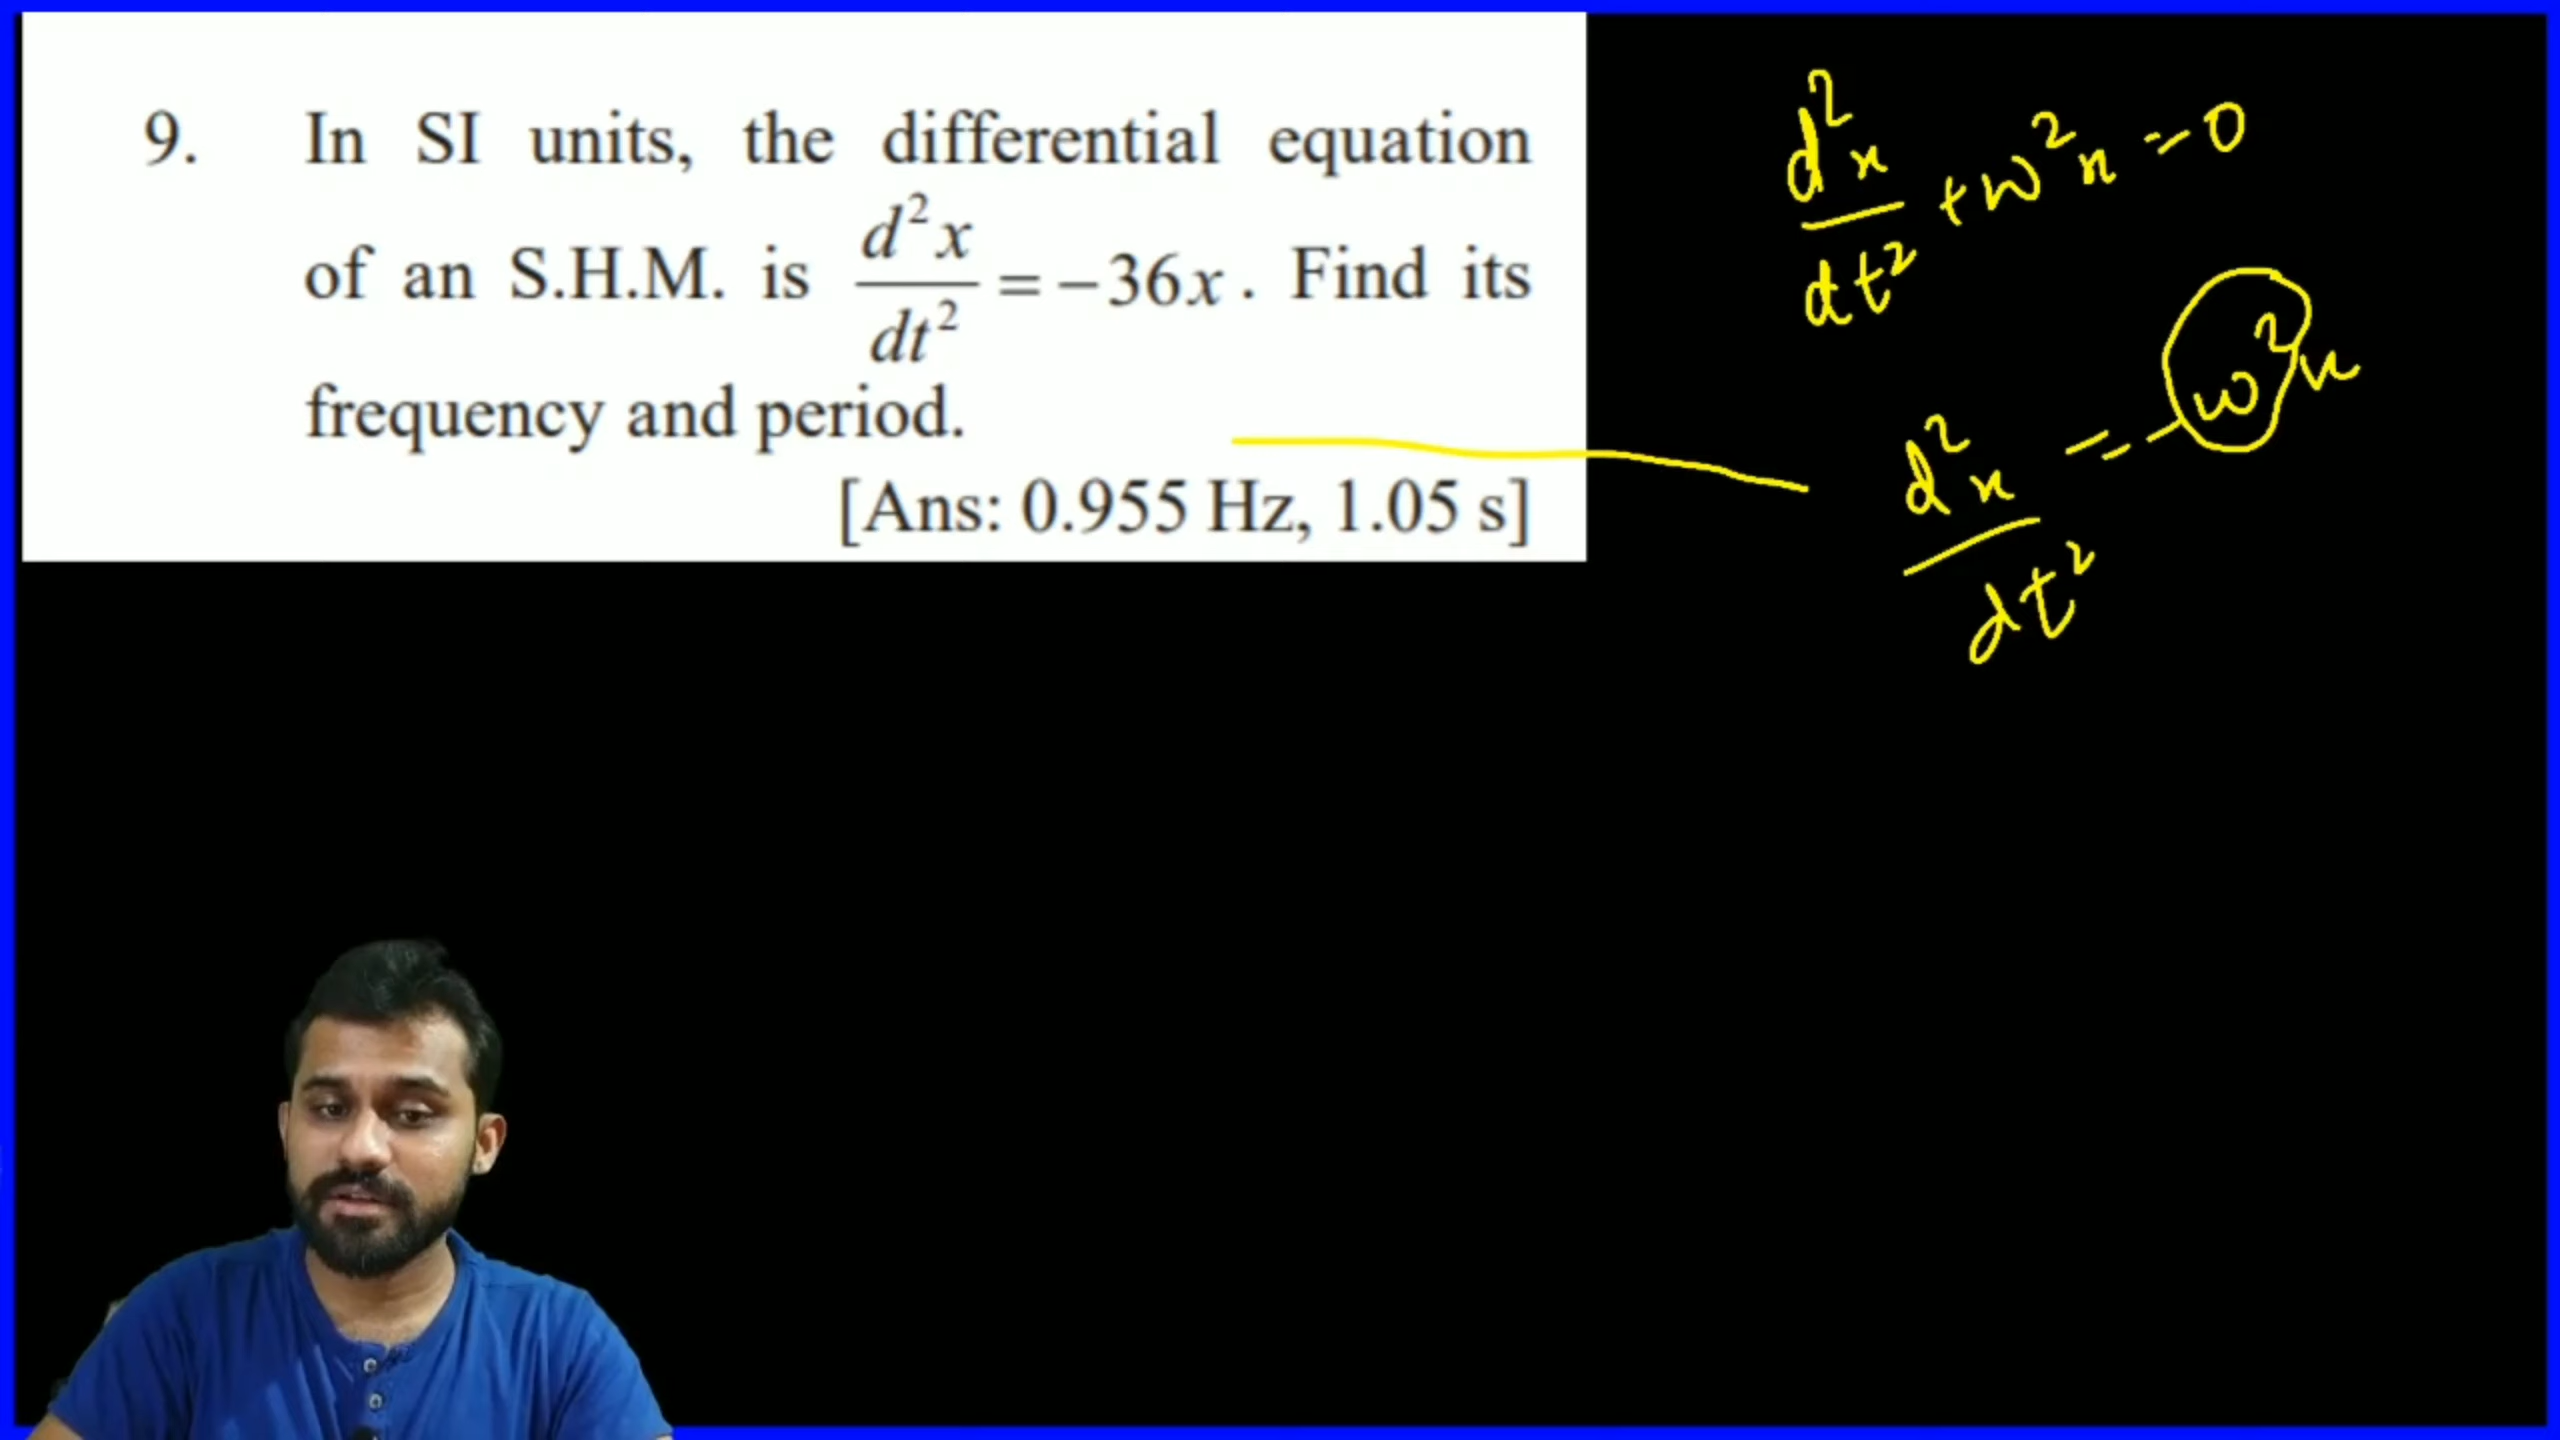 9. In SI units, the differential equation
of an S.H.M. is d²x/dt² = −36x. Find its
frequency and period.
[Ans: 0.955 Hz, 1.05 s]
d²x/dt² + ω²x = 0
d²x/dt² = −ω²x